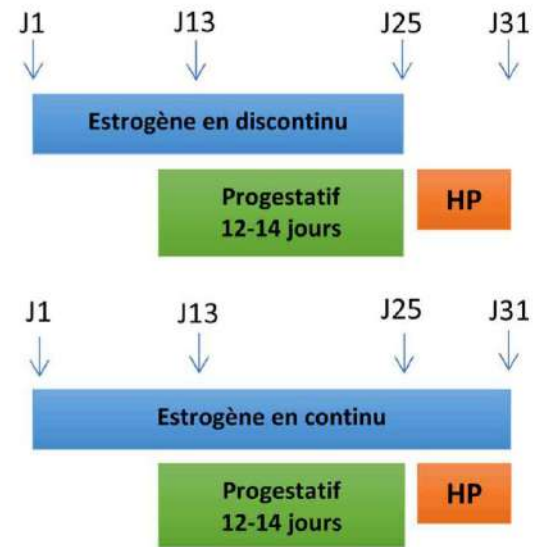 J1 J13 J25 J31
Estrogène en discontinu
Progestatif
12-14 jours
HP
J1 J13 J25 J31
Estrogène en continu
Progestatif
12-14 jours
HP